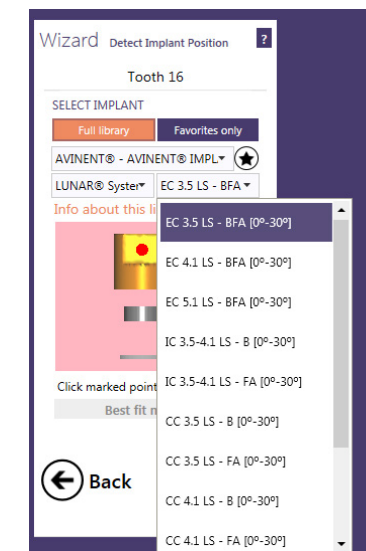 Wizard Detect Implant Position ?
Tooth 16
SELECT IMPLANT
Full library Favorites only
AVINENT® - AVINENT® IMPL
LUNAR® Syster EC 3.5 LS - BFA
Info about this li
EC 3.5 LS - BFA [0º-30º]
EC 4.1 LS - BFA [0º-30º]
EC 5.1 LS - BFA [0º-30º]
IC 3.5-4.1 LS - B [0º-30º]
IC 3.5-4.1 LS - FA [0º-30º]
Click marked point
CC 3.5 LS - B [0º-30º]
Best fit n
CC 3.5 LS - FA [0º-30º]
Back
CC 4.1 LS - B [0º-30º]
CC 4.1 LS - FA [0º-30º]